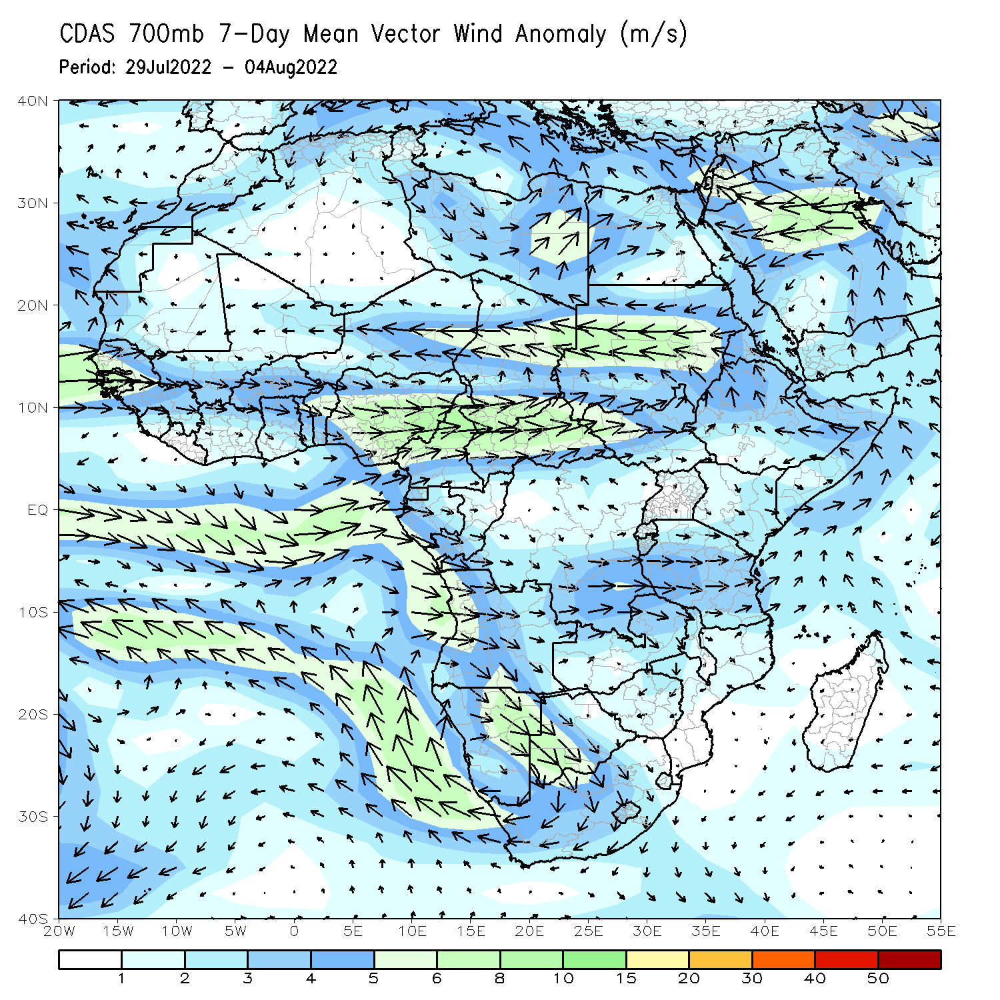 CDAS 700mb 7-Day Mean Vector Wind Anomaly (m/s)
Period: 29Jul2022 - 04Aug2022
40N
30N
20N
10N
EQ
10S
20S
30S
40S
20W 15W 10W 5W 0 5E 10E 15E 20E 25E 30E 35E 40E 45E 50E 55E
1 2 3 4 5 6 8 10 15 20 30 40 50